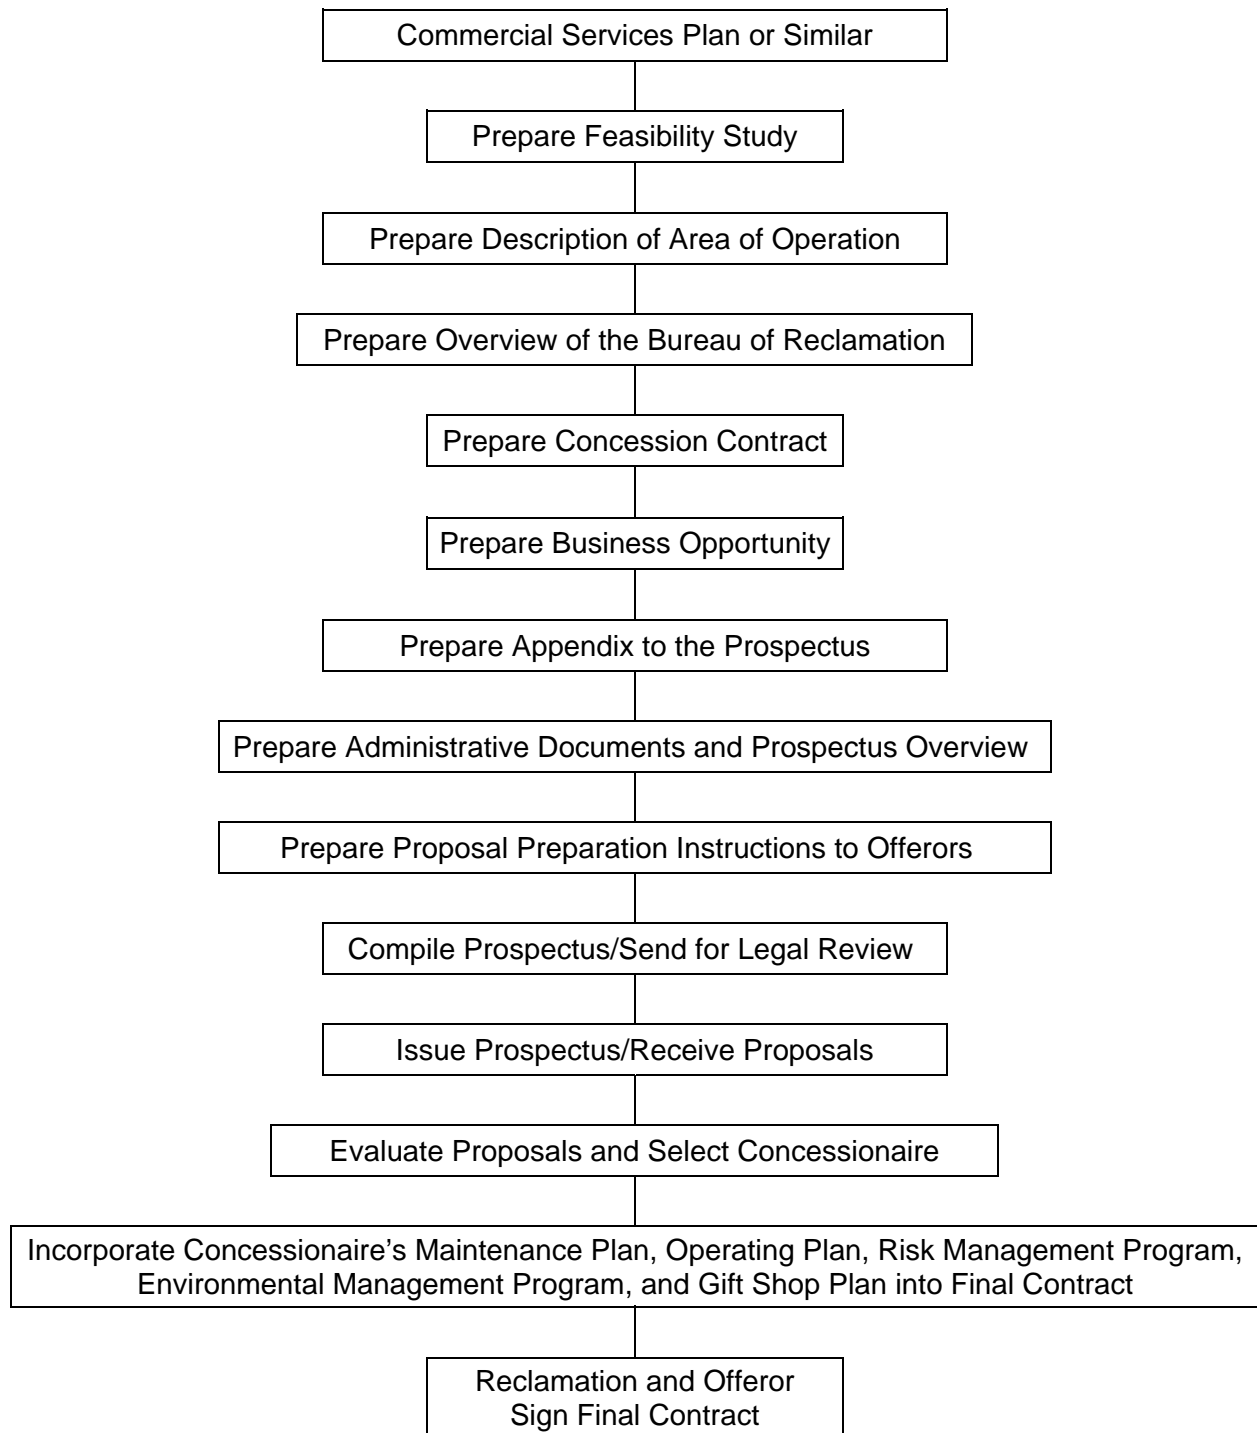 Commercial Services Plan or Similar
Prepare Feasibility Study
Prepare Description of Area of Operation
Prepare Overview of the Bureau of Reclamation
Prepare Concession Contract
Prepare Business Opportunity
Prepare Appendix to the Prospectus
Prepare Administrative Documents and Prospectus Overview
Prepare Proposal Preparation Instructions to Offerors
Compile Prospectus/Send for Legal Review
Issue Prospectus/Receive Proposals
Evaluate Proposals and Select Concessionaire
Incorporate Concessionaire’s Maintenance Plan, Operating Plan, Risk Management Program,
Environmental Management Program, and Gift Shop Plan into Final Contract
Reclamation and Offeror
Sign Final Contract